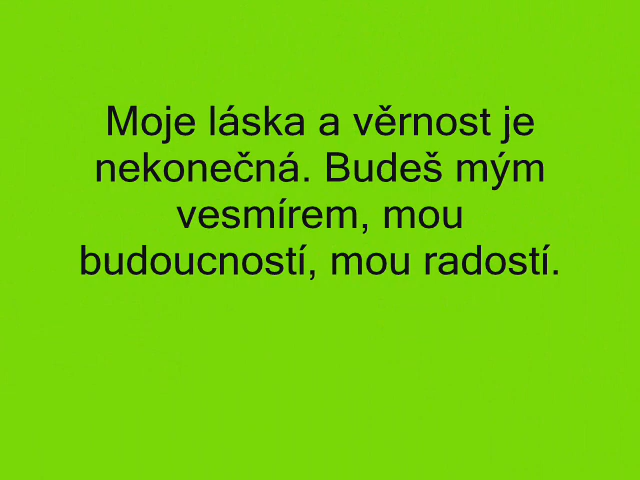 Moje láska a věrnost je
nekonečná. Budeš mým
vesmírem, mou
budoucností, mou radostí.